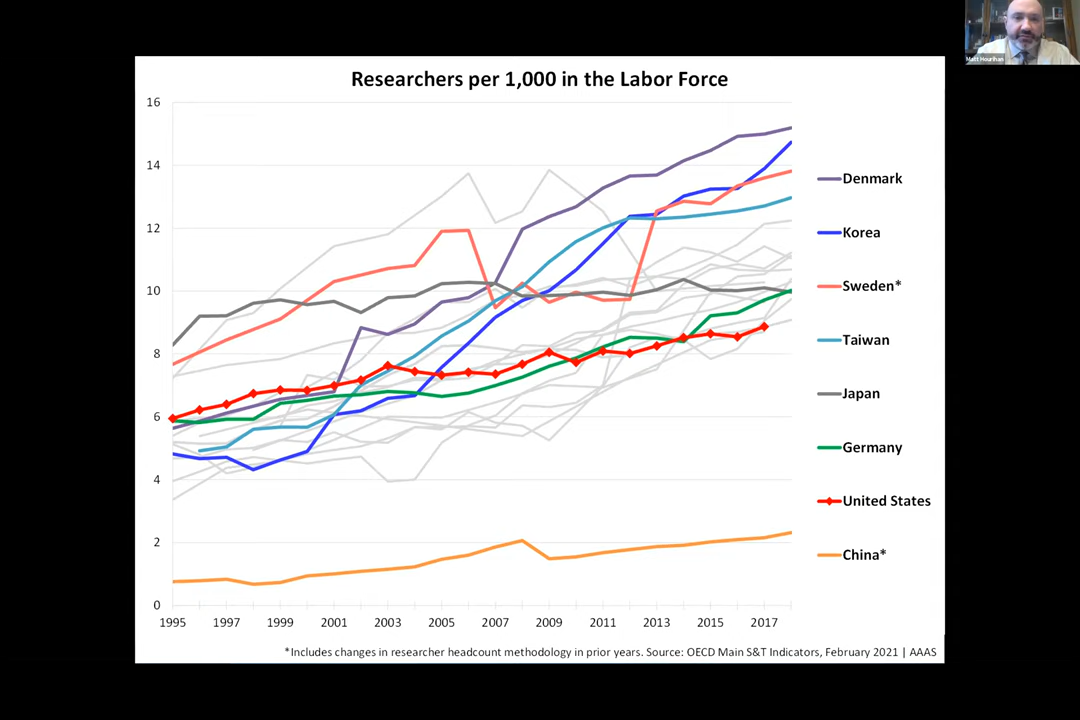 Matt Hourihan
Researchers per 1,000 in the Labor Force
16
14
12
10
8
6
4
2
0
1995
1997
1999
2001
2003
2005
2007
2009
2011
2013
2015
2017
Denmark
Korea
Sweden*
Taiwan
Japan
Germany
United States
China*
*Includes changes in researcher headcount methodology in prior years. Source: OECD Main S&T Indicators, February 2021 | AAAS